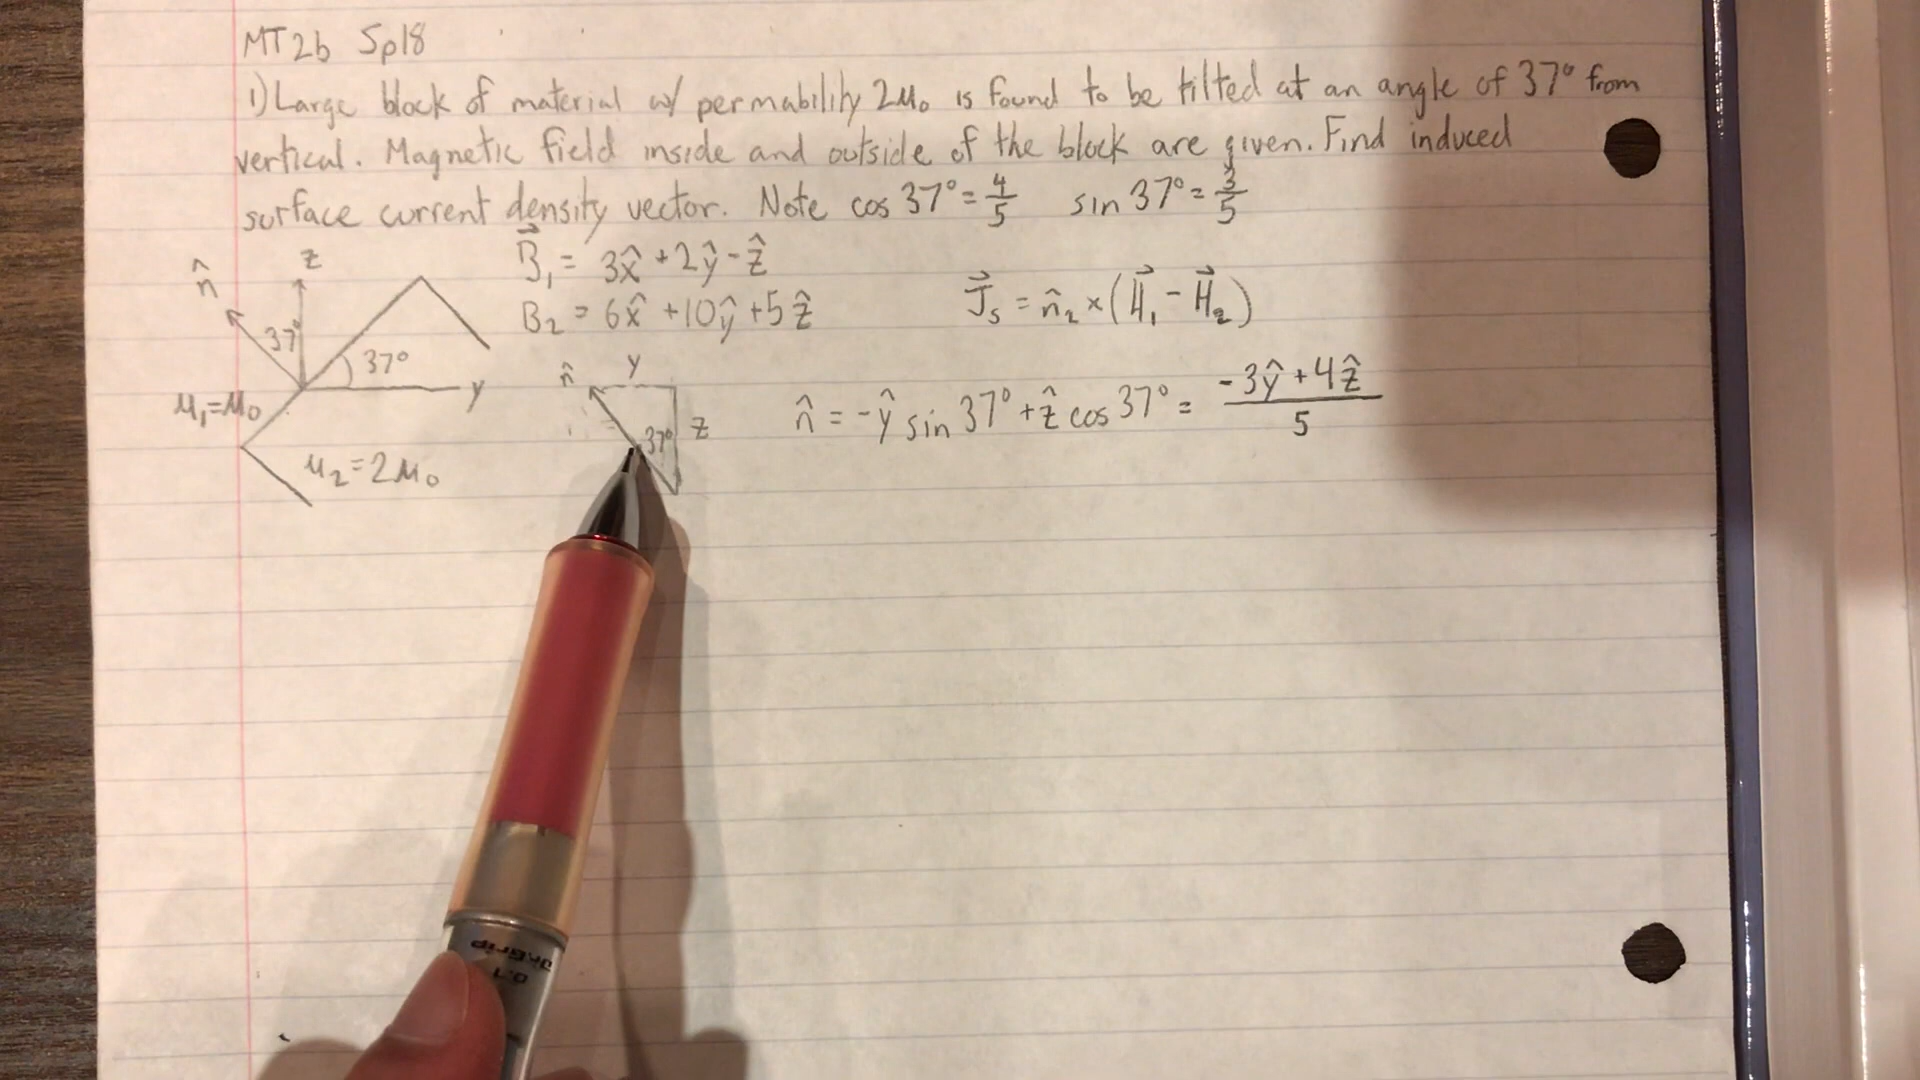 MT2b Sp18
1) Large block of material w/ permability 2μ₀ is found to be tilted at an angle of 37° from
vertical. Magnetic field inside and outside of the block are given. Find induced
surface current density vector. Note cos 37° = 4/5 sin 37° = 3/5
B⃗₁ = 3x̂ + 2ŷ - ẑ
B₂ = 6x̂ + 10ŷ + 5ẑ
J⃗ₛ = n̂₂ × (H⃗₁ - H⃗₂)
n̂
z
37°
37°
y
μ₁=μ₀
μ₂=2μ₀
n̂
y
37°
z
n̂ = -ŷ sin 37° + ẑ cos 37° = (-3ŷ + 4ẑ)/5
Dr.Grip